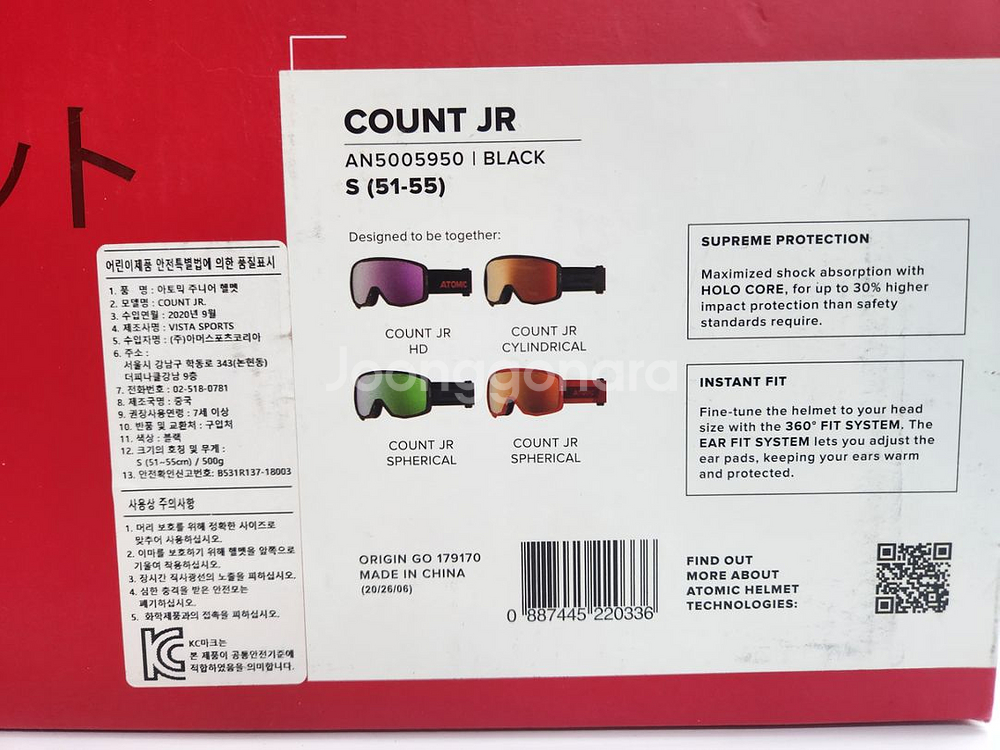 ット
COUNT JR
AN5005950 | BLACK
S (51-55)
Designed to be together:
ATOMIC
COUNT JR
HD
COUNT JR
CYLINDRICAL
COUNT JR
SPHERICAL
COUNT JR
SPHERICAL
SUPREME PROTECTION
Maximized shock absorption with
HOLO CORE, for up to 30% higher
impact protection than safety
standards require.
INSTANT FIT
Fine-tune the helmet to your head
size with the 360° FIT SYSTEM. The
EAR FIT SYSTEM lets you adjust the
ear pads, keeping your ears warm
and protected.
ORIGIN GO 179170
MADE IN CHINA
(20/26/06)
0 887445 220336
FIND OUT
MORE ABOUT
ATOMIC HELMET
TECHNOLOGIES:
어린이제품 안전특별법에 의한 품질표시
1. 품 명 : 아토믹 주니어 헬멧
2. 모델명 : COUNT JR.
3. 수입연월 : 2020년 9월
4. 제조사명 : VISTA SPORTS
5. 수입자명 : (주)아머스포츠코리아
6. 주소 :
서울시 강남구 학동로 343(논현동)
더피나클강남 9층
7. 전화번호 : 02-518-0781
8. 제조국명 : 중국
9. 권장사용연령 : 7세 이상
10. 반품 및 교환처 : 구입처
11. 색상 : 블랙
12. 크기의 호칭 및 무게 :
S (51~55cm) / 500g
13. 안전확인신고번호: B531R137-18003
사용상 주의사항
1. 머리 보호를 위해 정확한 사이즈로
맞추어 사용하십시오.
2. 이마를 보호하기 위해 헬멧을 앞쪽으로
기울여 착용하십시오.
3. 장시간 직사광선의 노출을 피하십시오.
4. 심한 충격을 받은 안전모는
폐기하십시오.
5. 화학제품과의 접촉을 피하십시오.
KC마크는
본 제품이 공통안전기준에
적합하였음을 의미합니다.
Joonggonara